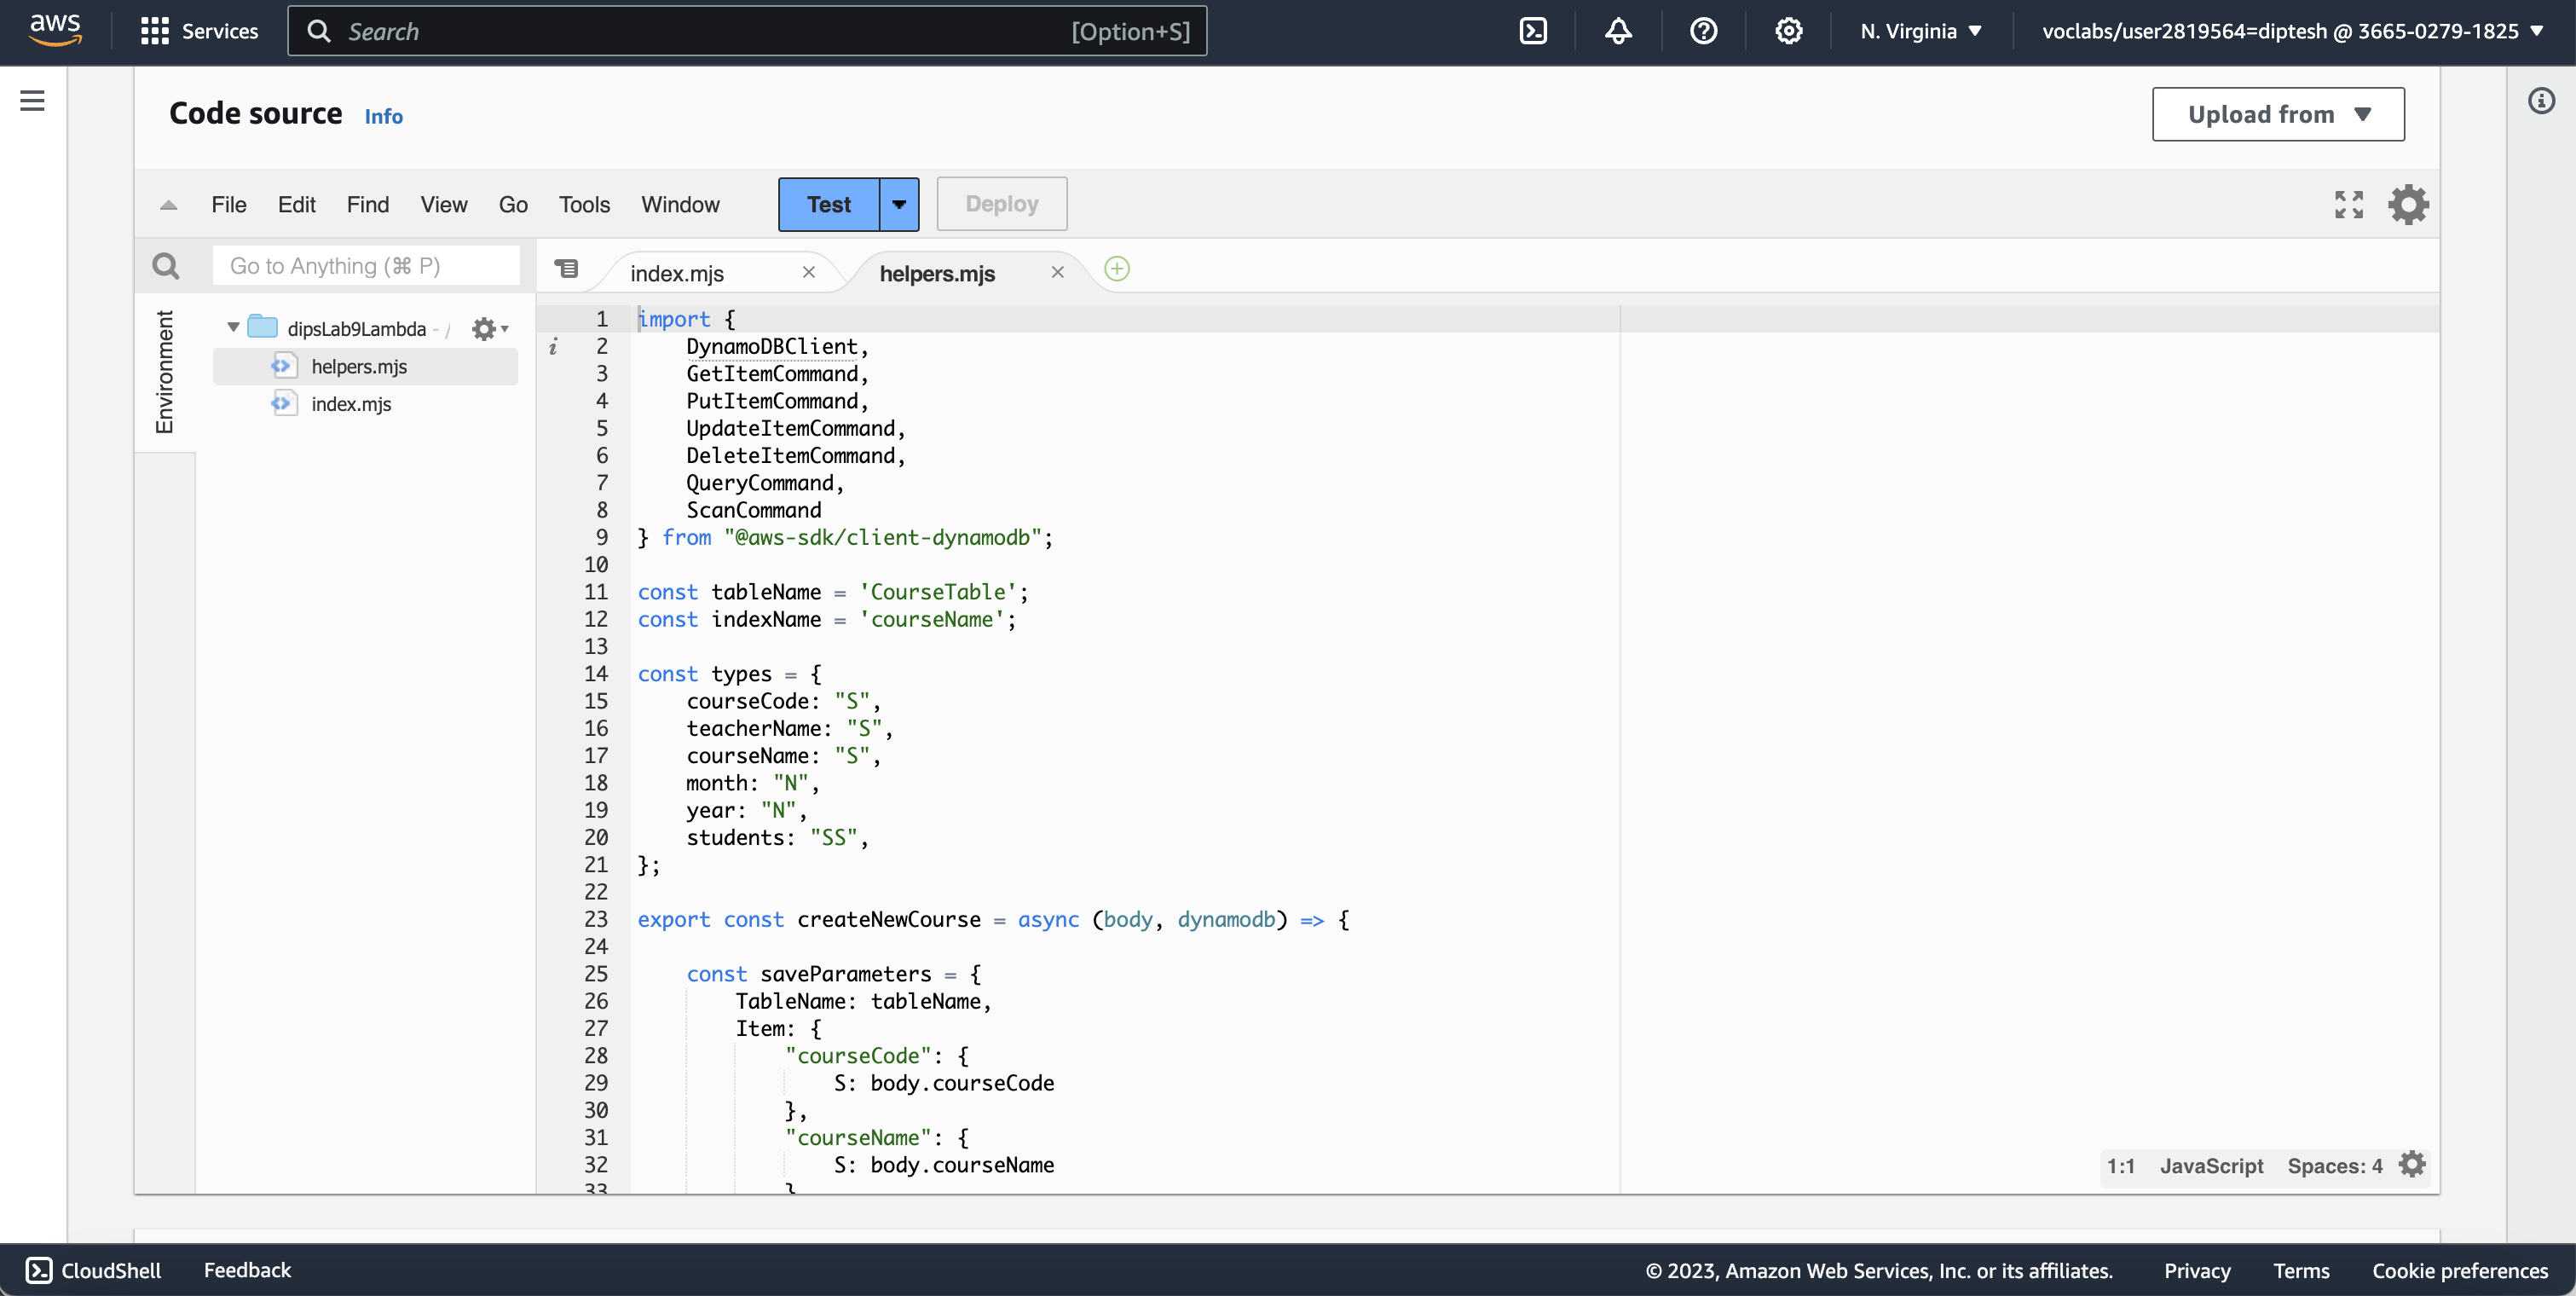 aws Services Search [Option+S] N. Virginia voclabs/user2819564=diptesh @ 3665-0279-1825
Code source Info Upload from
File Edit Find View Go Tools Window Test Deploy
Go to Anything (⌘ P) index.mjs helpers.mjs
Environment
dipsLab9Lambda - /
helpers.mjs
index.mjs
1 import {
i 2     DynamoDBClient,
3     GetItemCommand,
4     PutItemCommand,
5     UpdateItemCommand,
6     DeleteItemCommand,
7     QueryCommand,
8     ScanCommand
9 } from "@aws-sdk/client-dynamodb";
10
11 const tableName = 'CourseTable';
12 const indexName = 'courseName';
13
14 const types = {
15     courseCode: "S",
16     teacherName: "S",
17     courseName: "S",
18     month: "N",
19     year: "N",
20     students: "SS",
21 };
22
23 export const createNewCourse = async (body, dynamodb) => {
24
25     const saveParameters = {
26         TableName: tableName,
27         Item: {
28             "courseCode": {
29                 S: body.courseCode
30             },
31             "courseName": {
32                 S: body.courseName
33             }
1:1 JavaScript Spaces: 4
CloudShell Feedback © 2023, Amazon Web Services, Inc. or its affiliates. Privacy Terms Cookie preferences